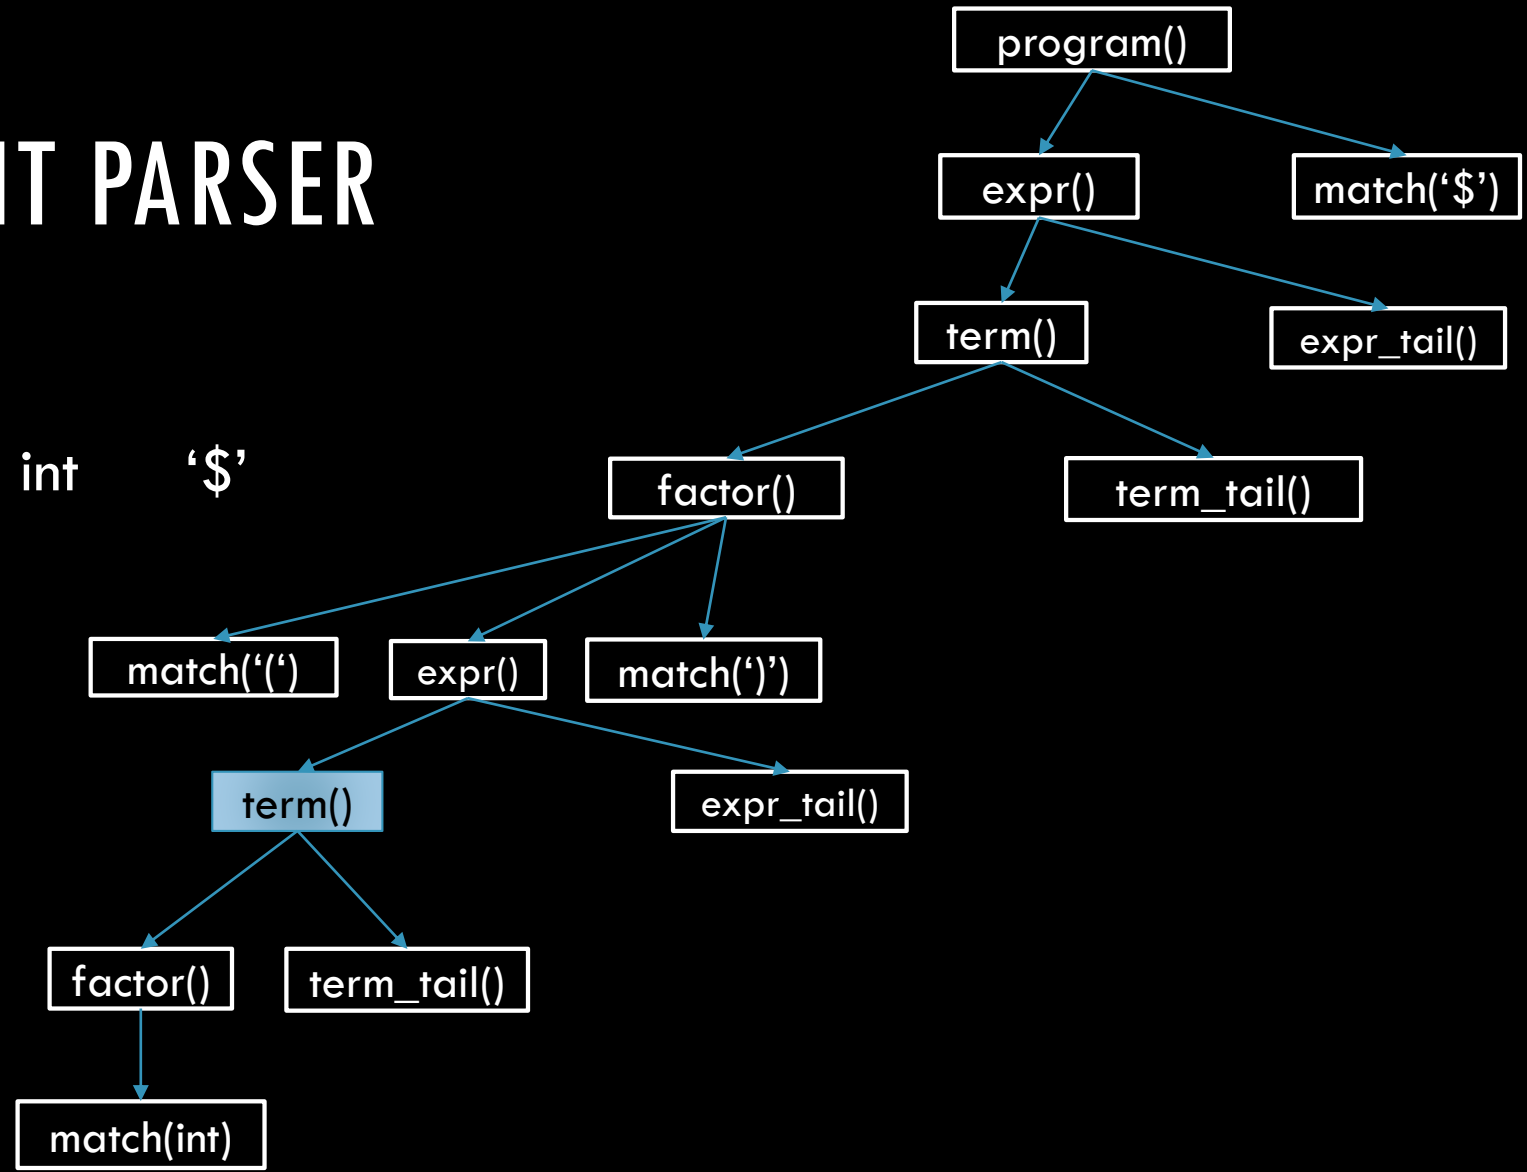 program()
IT PARSER
expr()
match(‘$’)
term()
expr_tail()
int ‘$’
factor()
term_tail()
match(‘(‘)
expr()
match(‘)’)
term()
expr_tail()
factor()
term_tail()
match(int)